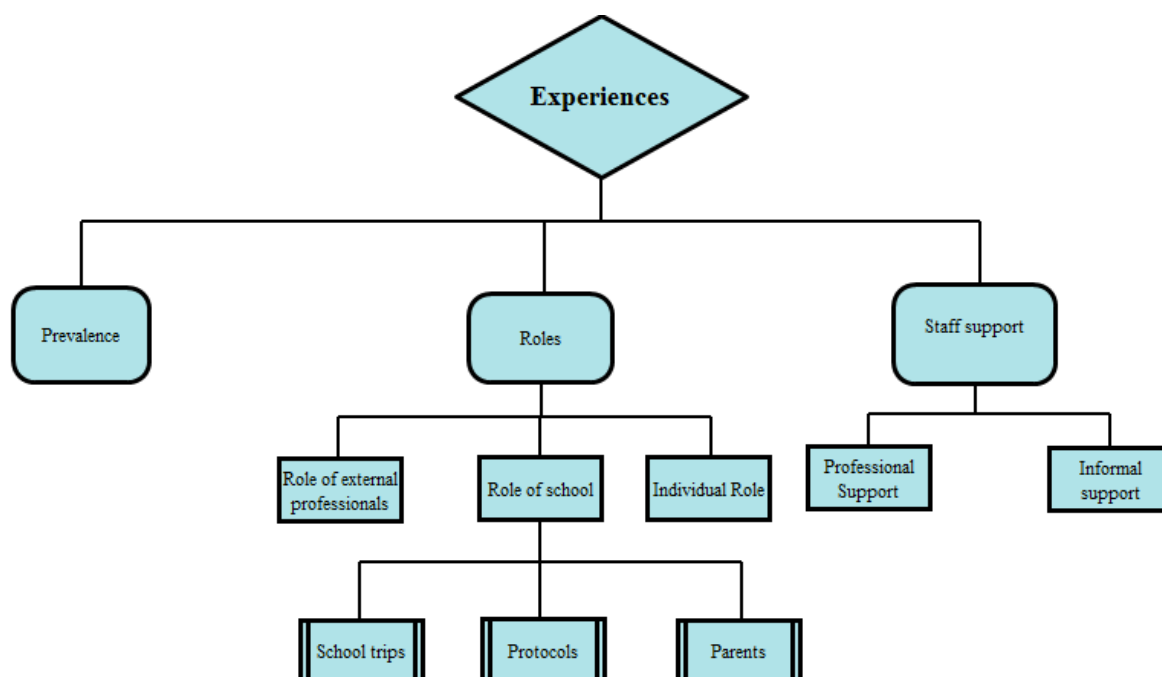 Experiences
Prevalence
Roles
Staff support
Role of external
professionals
Role of school
Individual Role
Professional
Support
Informal
support
School trips
Protocols
Parents